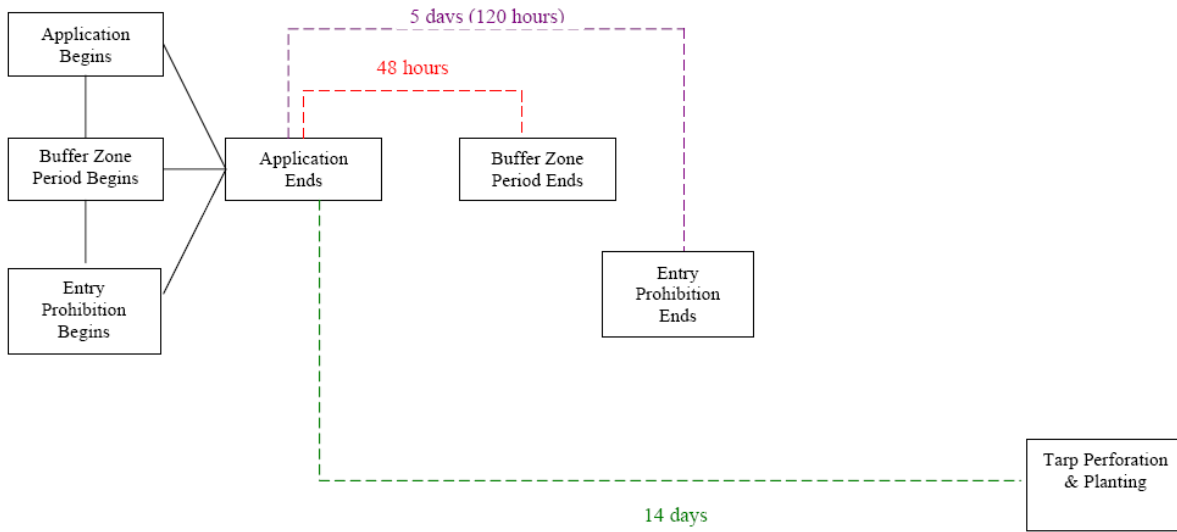 5 days (120 hours)
Application
Begins
48 hours
Buffer Zone
Period Begins
Application
Ends
Buffer Zone
Period Ends
Entry
Prohibition
Begins
Entry
Prohibition
Ends
Tarp Perforation
& Planting
14 days